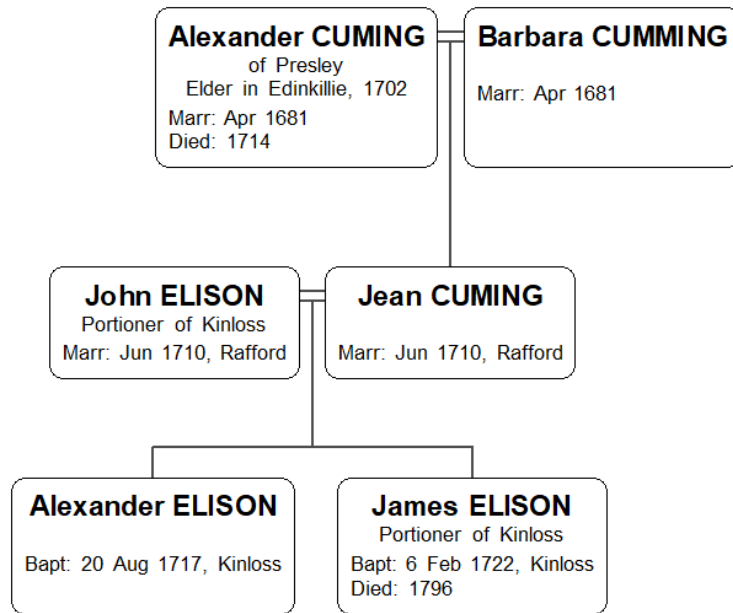 Alexander CUMING
of Presley
Elder in Edinkillie, 1702
Marr: Apr 1681
Died: 1714
Barbara CUMMING
Marr: Apr 1681
John ELISON
Portioner of Kinloss
Marr: Jun 1710, Rafford
Jean CUMING
Marr: Jun 1710, Rafford
Alexander ELISON
Bapt: 20 Aug 1717, Kinloss
James ELISON
Portioner of Kinloss
Bapt: 6 Feb 1722, Kinloss
Died: 1796